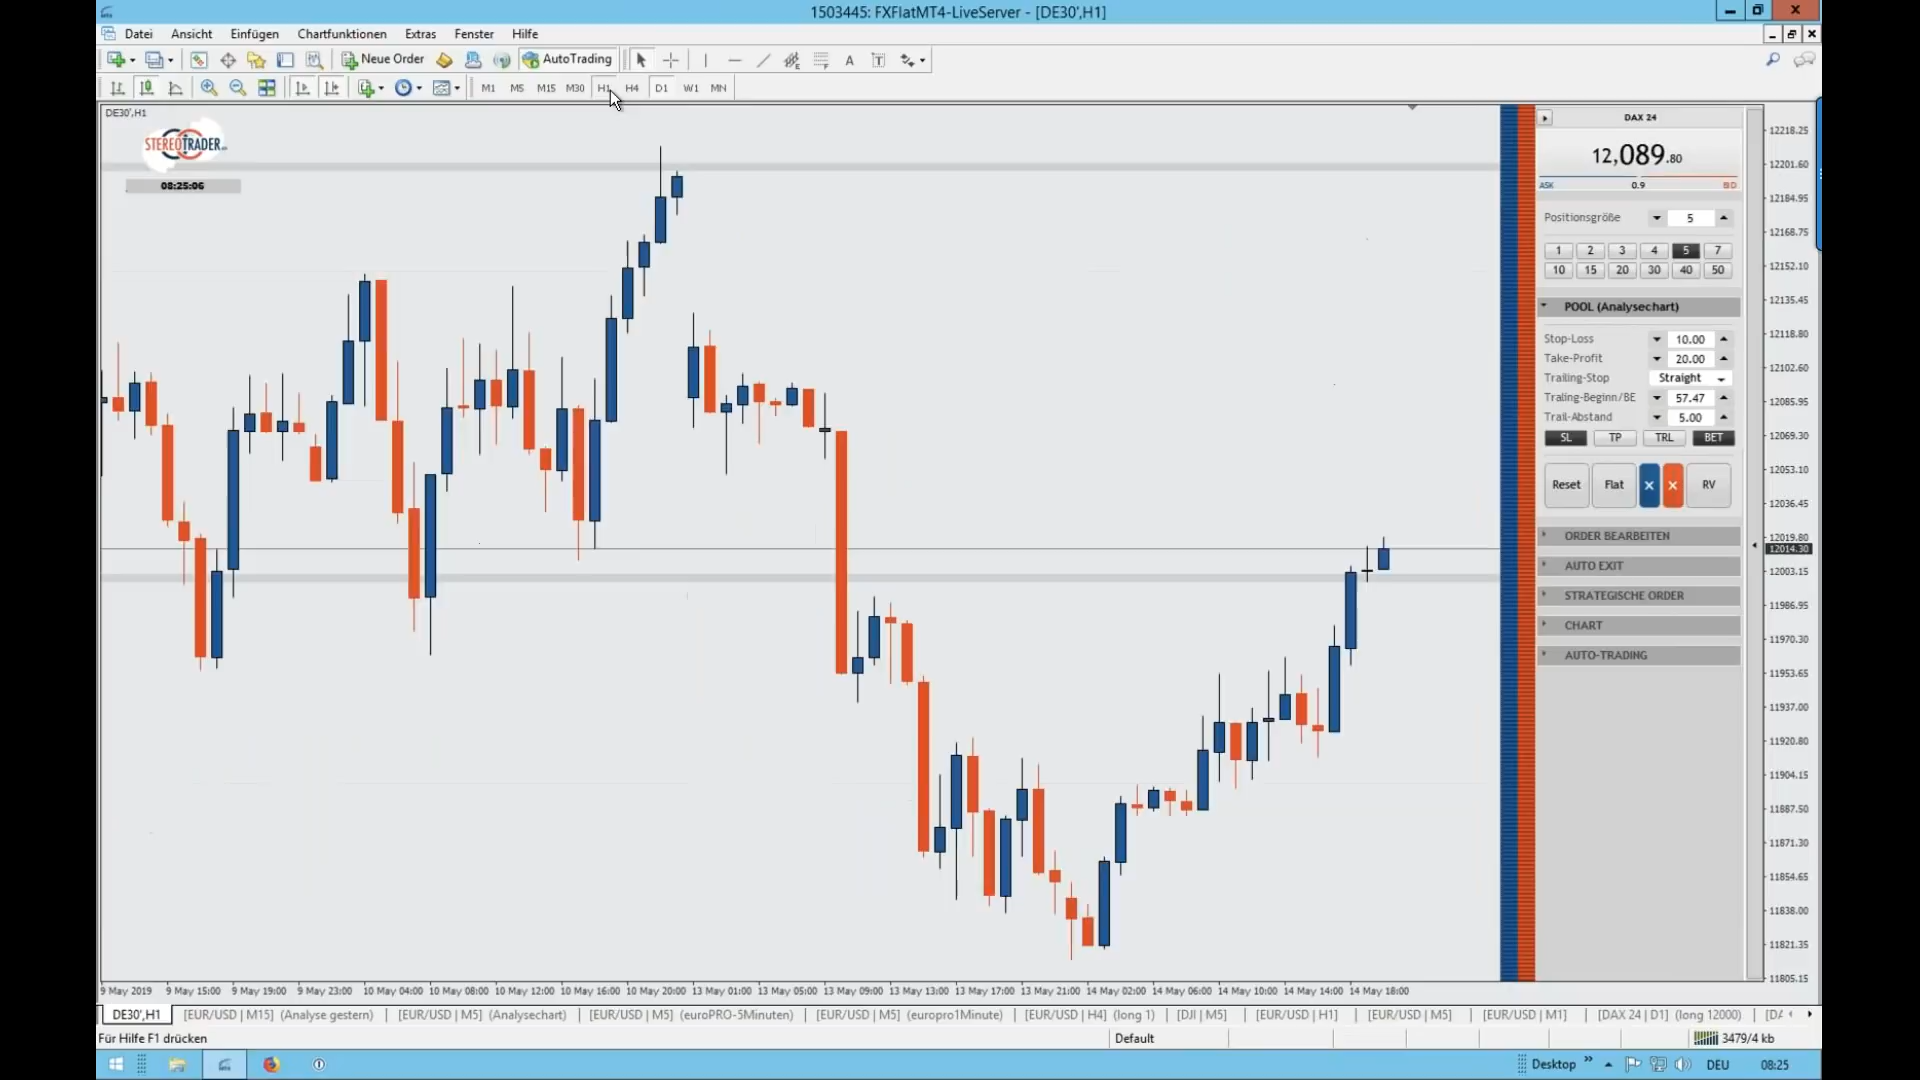 1503445: FXFlatMT4-LiveServer - [DE30',H1]
Datei Ansicht Einfügen Chartfunktionen Extras Fenster Hilfe
Neue Order AutoTrading A T
M1 M5 M15 M30 H1 H4 D1 W1 MN
DE30',H1
STEREOTRADER
08:25:06
DAX 24
12,089.80
ASK 0.9 BID
Positionsgröße 5
1 2 3 4 5 7
10 15 20 30 40 50
POOL (Analysechart)
Stop-Loss 10.00
Take-Profit 20.00
Trailing-Stop Straight
Traling-Beginn/BE 57.47
Trail-Abstand 5.00
SL TP TRL BET
Reset Flat × × RV
ORDER BEARBEITEN
AUTO EXIT
STRATEGISCHE ORDER
CHART
AUTO-TRADING
12218.25
12201.60
12184.95
12168.75
12152.10
12135.45
12118.80
12102.60
12085.95
12069.30
12053.10
12036.45
12019.80
12014.30
12003.15
11986.95
11970.30
11953.65
11937.00
11920.80
11904.15
11887.50
11871.30
11854.65
11838.00
11821.35
11805.15
9 May 2019 9 May 15:00 9 May 19:00 9 May 23:00 10 May 04:00 10 May 08:00 10 May 12:00 10 May 16:00 10 May 20:00 13 May 01:00 13 May 05:00 13 May 09:00 13 May 13:00 13 May 17:00 13 May 21:00 14 May 02:00 14 May 06:00 14 May 10:00 14 May 14:00 14 May 18:00
DE30',H1 [EUR/USD | M15] (Analyse gestern) [EUR/USD | M5] (Analysechart) [EUR/USD | M5] (euroPRO-5Minuten) [EUR/USD | M5] (europro1Minute) [EUR/USD | H4] (long 1) [DJI | M5] [EUR/USD | H1] [EUR/USD | M5] [EUR/USD | M1] [DAX 24 | D1] (long 12000)
Für Hilfe F1 drücken Default 3479/4 kb
Desktop » DEU 08:25